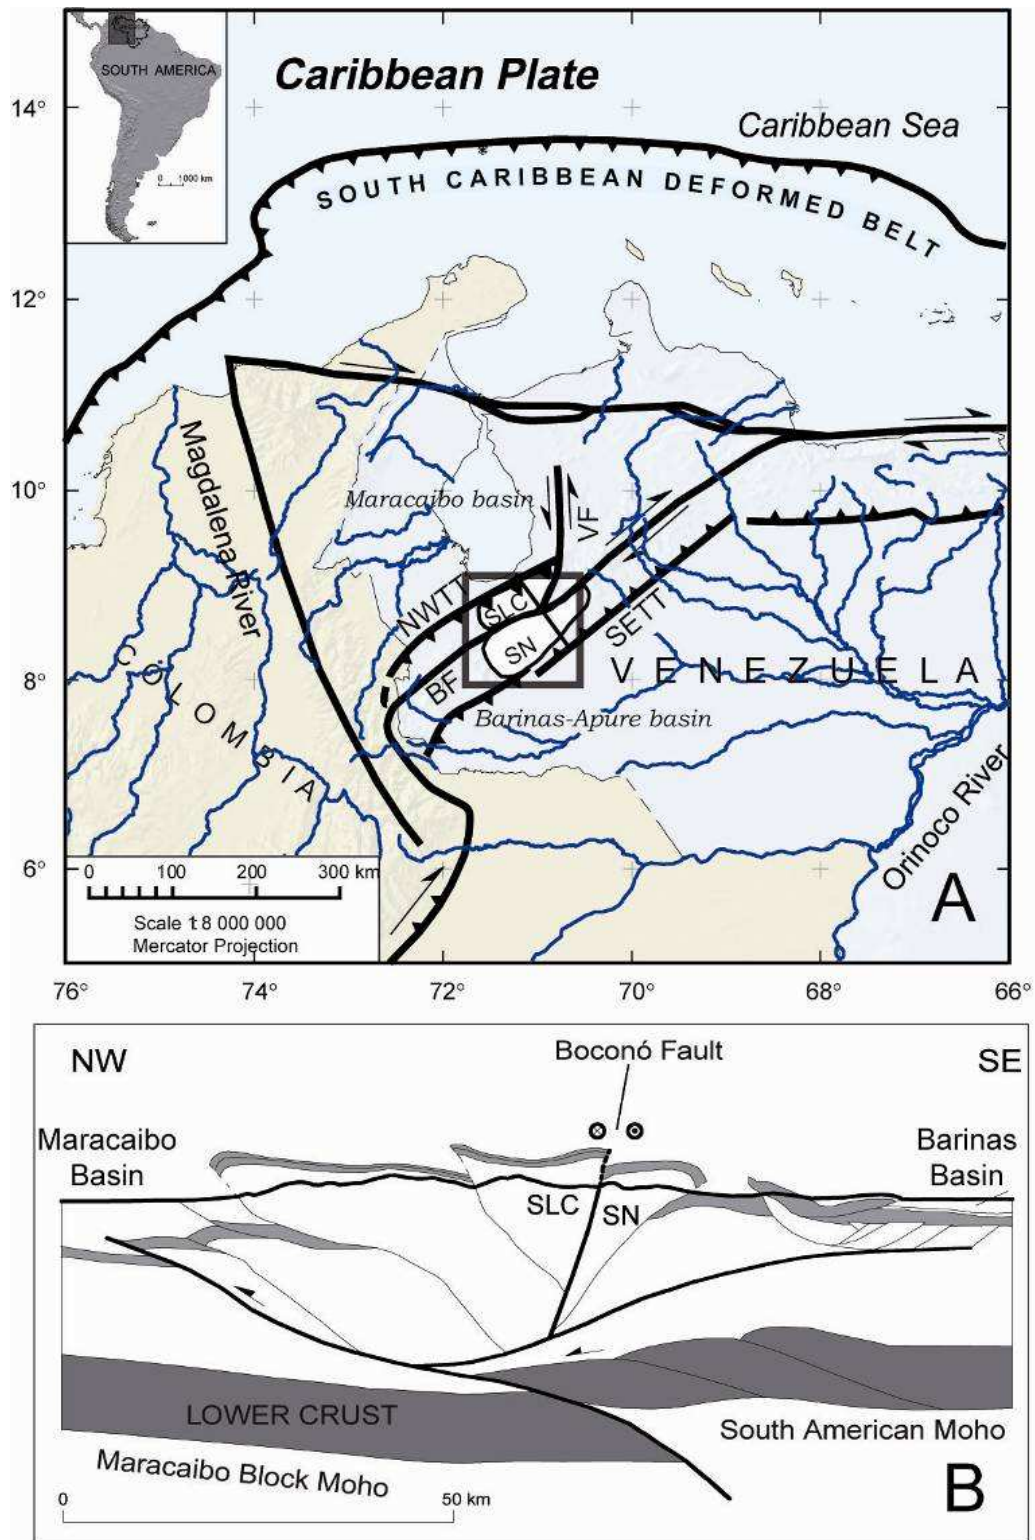 SOUTH AMERICA
0 1000 km
Caribbean Plate
Caribbean Sea
SOUTH CARIBBEAN DEFORMED BELT
14°
12°
10°
8°
6°
Magdalena River
Maracaibo basin
VF
NWTT
SLC
SN
SETT
BF
VENEZUELA
COLOMBIA
Barinas-Apure basin
Orinoco River
A
0 100 200 300 km
Scale 1:8 000 000
Mercator Projection
76° 74° 72° 70° 68° 66°
NW
Boconó Fault
SE
Maracaibo
Basin
Barinas
Basin
SLC SN
LOWER CRUST
South American Moho
Maracaibo Block Moho
B
0 50 km